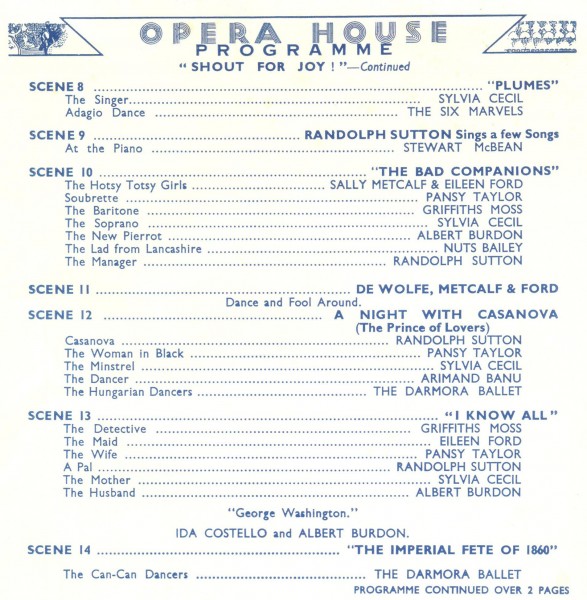 OPERA HOUSE
PROGRAMME
"SHOUT FOR JOY!"—Continued
SCENE 8 ........ "PLUMES"
The Singer........ SYLVIA CECIL
Adagio Dance ........ THE SIX MARVELS
SCENE 9 ........ RANDOLPH SUTTON Sings a few Songs
At the Piano ........ STEWART McBEAN
SCENE 10 ........ "THE BAD COMPANIONS"
The Hotsy Totsy Girls ........ SALLY METCALF & EILEEN FORD
Soubrette ........ PANSY TAYLOR
The Baritone ........ GRIFFITHS MOSS
The Soprano ........ SYLVIA CECIL
The New Pierrot ........ ALBERT BURDON
The Lad from Lancashire ........ NUTS BAILEY
The Manager ........ RANDOLPH SUTTON
SCENE 11 ........ DE WOLFE, METCALF & FORD
Dance and Fool Around.
SCENE 12 ........ A NIGHT WITH CASANOVA
(The Prince of Lovers)
Casanova ........ RANDOLPH SUTTON
The Woman in Black ........ PANSY TAYLOR
The Minstrel ........ SYLVIA CECIL
The Dancer ........ ARIMAND BANU
The Hungarian Dancers ........ THE DARMORA BALLET
SCENE 13 ........ "I KNOW ALL"
The Detective ........ GRIFFITHS MOSS
The Maid ........ EILEEN FORD
The Wife ........ PANSY TAYLOR
A Pal ........ RANDOLPH SUTTON
The Mother ........ SYLVIA CECIL
The Husband ........ ALBERT BURDON
"George Washington."
IDA COSTELLO and ALBERT BURDON.
SCENE 14 ........ "THE IMPERIAL FETE OF 1860"
The Can-Can Dancers ........ THE DARMORA BALLET
PROGRAMME CONTINUED OVER 2 PAGES